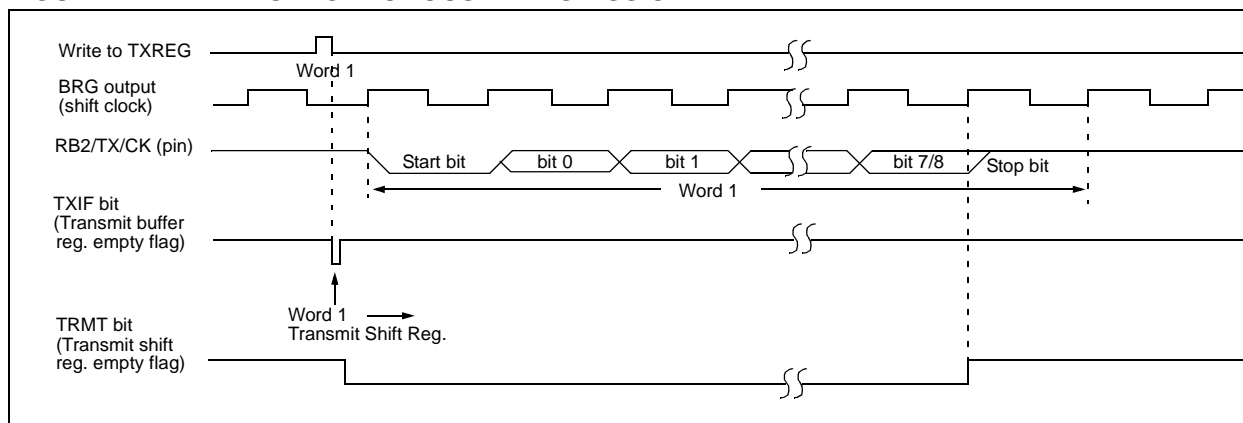 Write to TXREG
Word 1
BRG output
(shift clock)
RB2/TX/CK (pin)
Start bit
bit 0
bit 1
bit 7/8
Stop bit
Word 1
TXIF bit
(Transmit buffer
reg. empty flag)
Word 1
Transmit Shift Reg.
TRMT bit
(Transmit shift
reg. empty flag)